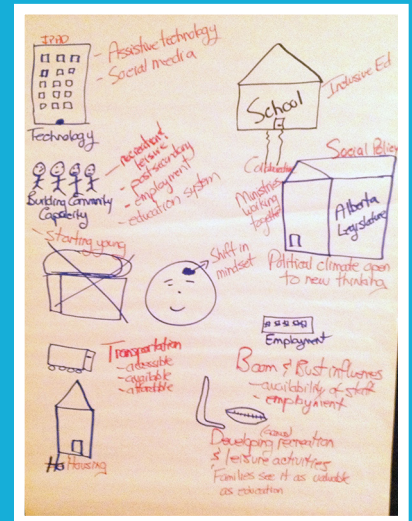 IPAD
- Assistive technology
- Social media
Technology
Inclusive Ed
School
- recreation/
leisure
- post secondary
- employment
- education system
Building Community
Capacity
- Starting young
Collaboration
Ministries
working
together
Social Policy
Alberta
Legislature
Political climate open
to new thinking
Shift in
mindset
Employment
Transportation
- accessible
- available
- affordable
Boom & Bust influences
- availability of staff
- employment
Housing
(casual)
Developing recreation
& leisure activities
"Families see it as valuable
as education